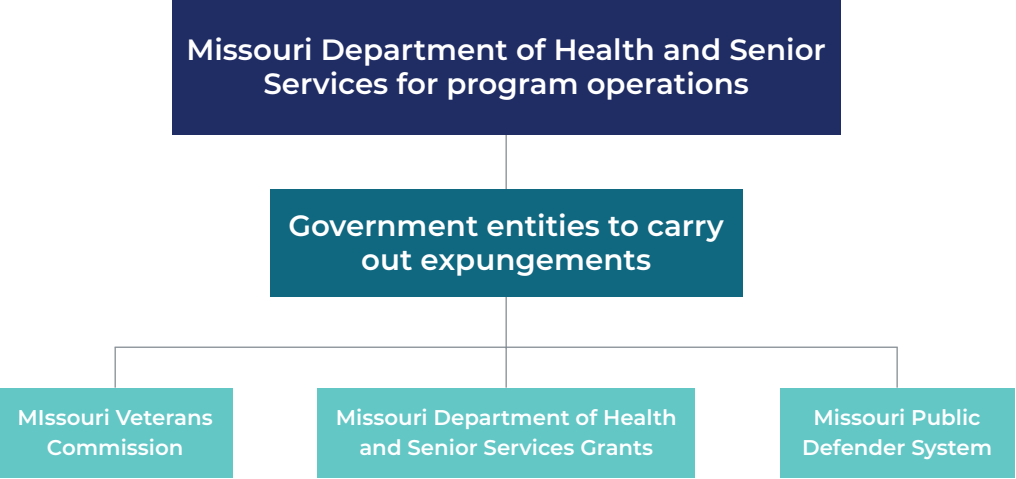 Missouri Department of Health and Senior
Services for program operations
Government entities to carry
out expungements
MIssouri Veterans
Commission
Missouri Department of Health
and Senior Services Grants
Missouri Public
Defender System